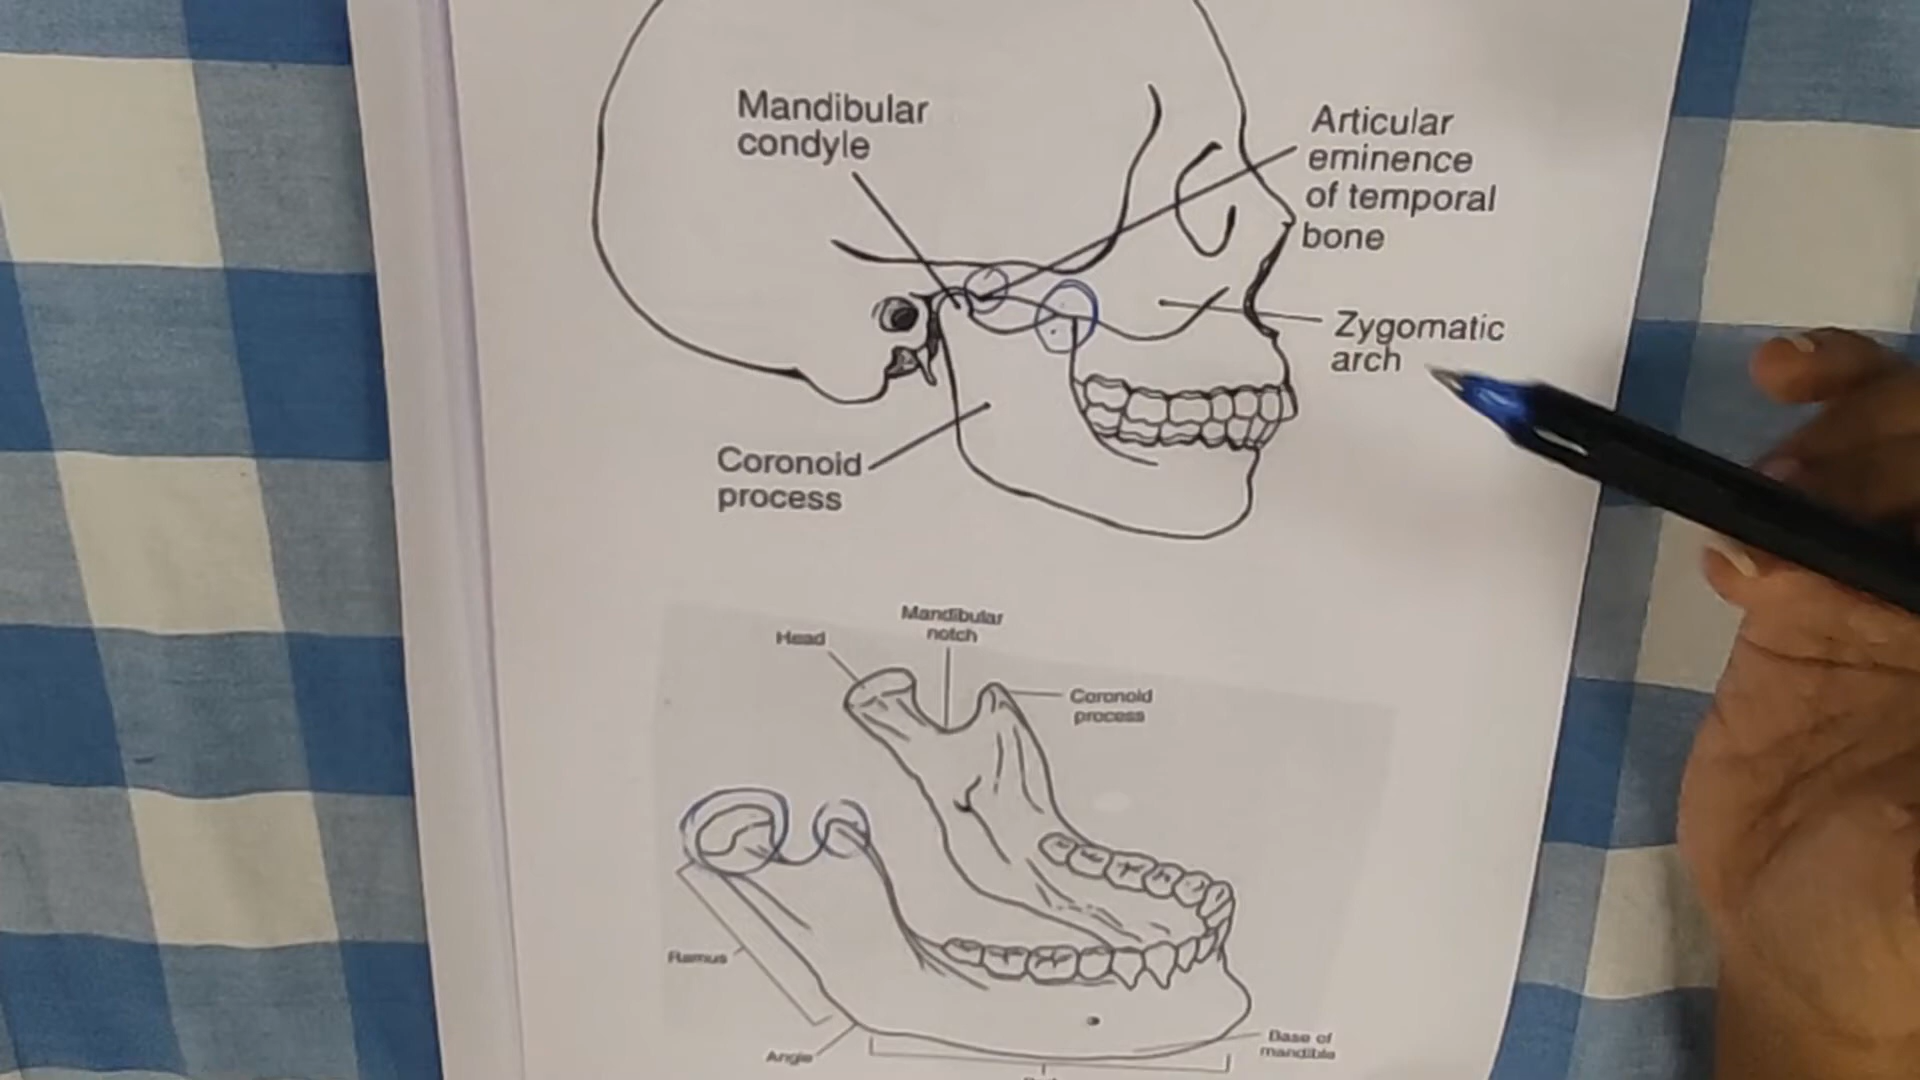 Mandibular
condyle
Articular
eminence
of temporal
bone
Zygomatic
arch
Coronoid
process
Mandibular
notch
Head
Coronoid
process
Ramus
Angle
Base of
mandible